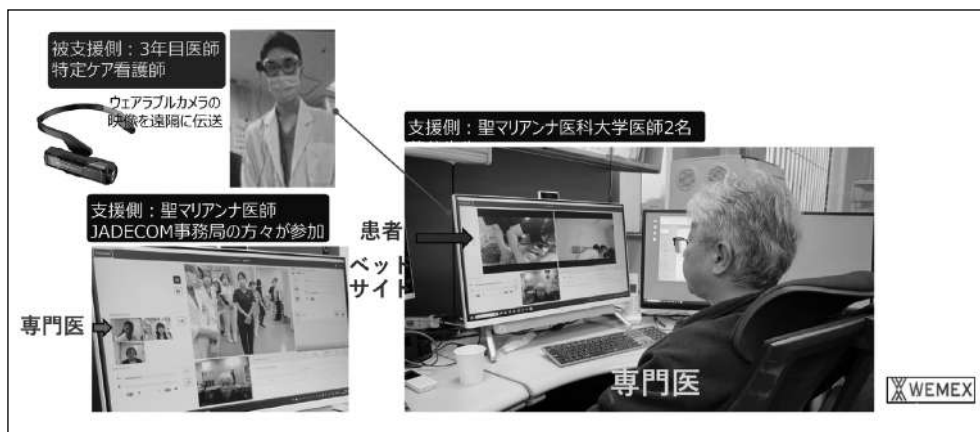 被支援側：3年目医師
特定ケア看護師
ウェアラブルカメラの
映像を遠隔に伝送
支援側：聖マリアンナ医師
JADECOM事務局の方々が参加
専門医
支援側：聖マリアンナ医科大学医師2名
患者
ベット
サイド
専門医
WEMEX